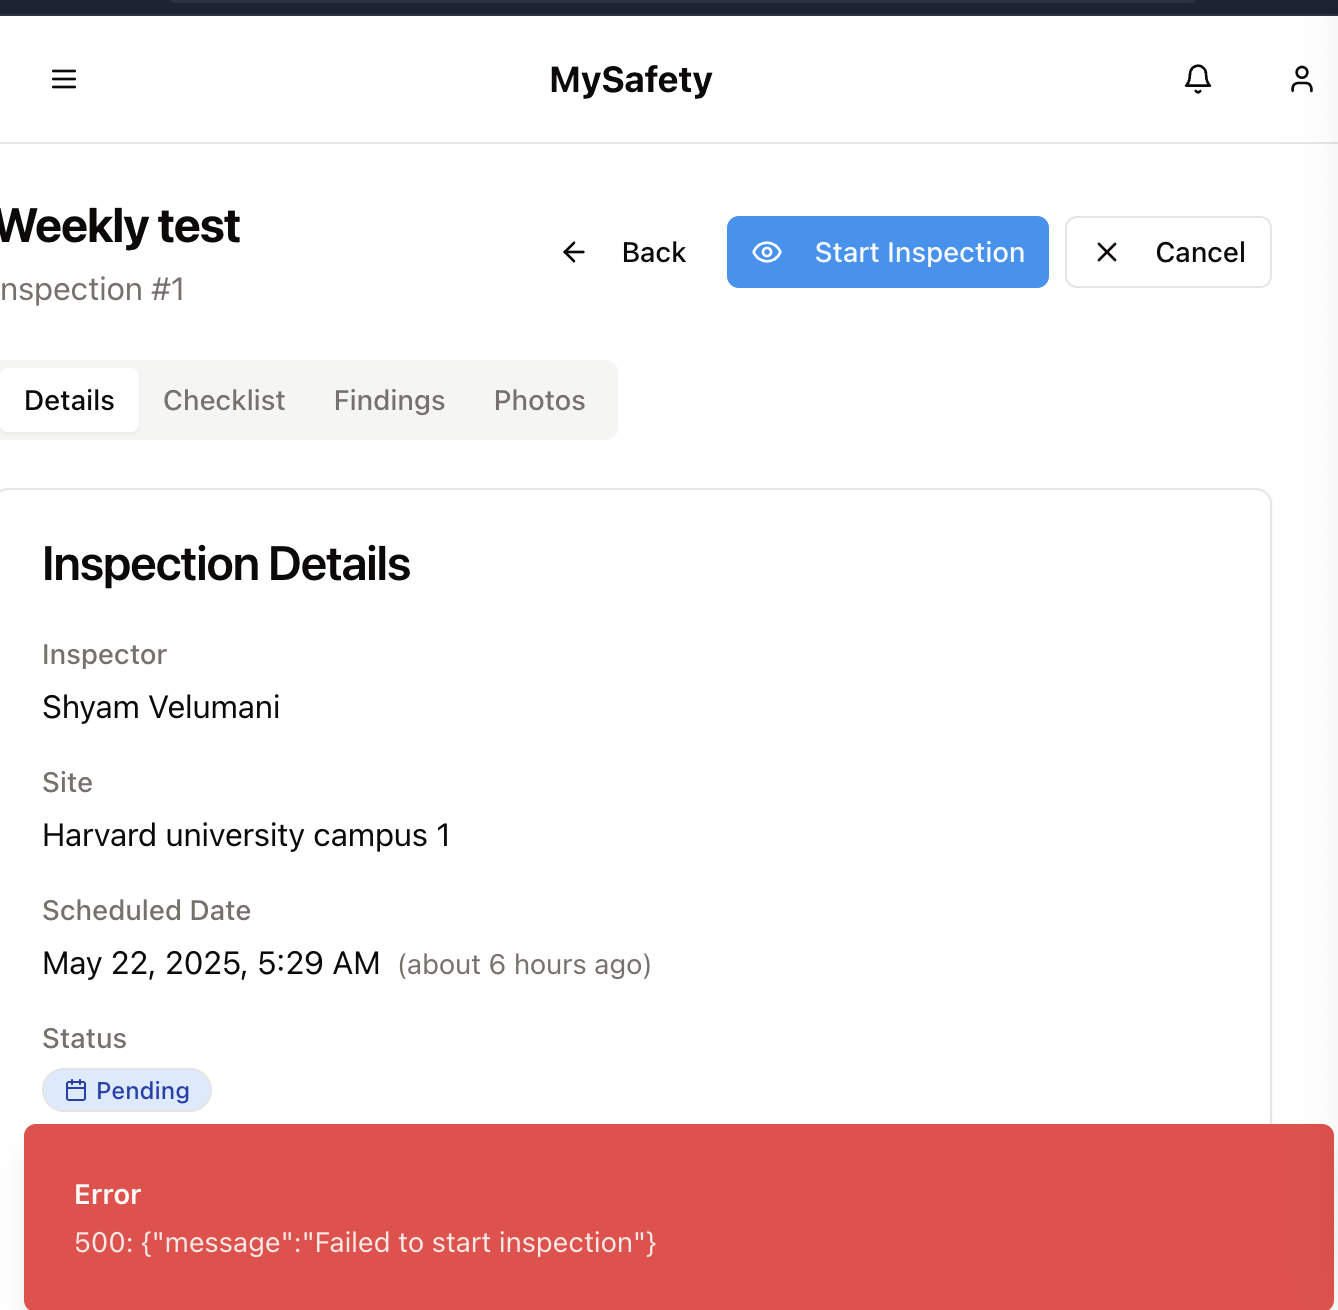 MySafety
Weekly test
nspection #1
Back
Start Inspection
Cancel
Details
Checklist
Findings
Photos
Inspection Details
Inspector
Shyam Velumani
Site
Harvard university campus 1
Scheduled Date
May 22, 2025, 5:29 AM (about 6 hours ago)
Status
Pending
Error
500: {"message":"Failed to start inspection"}